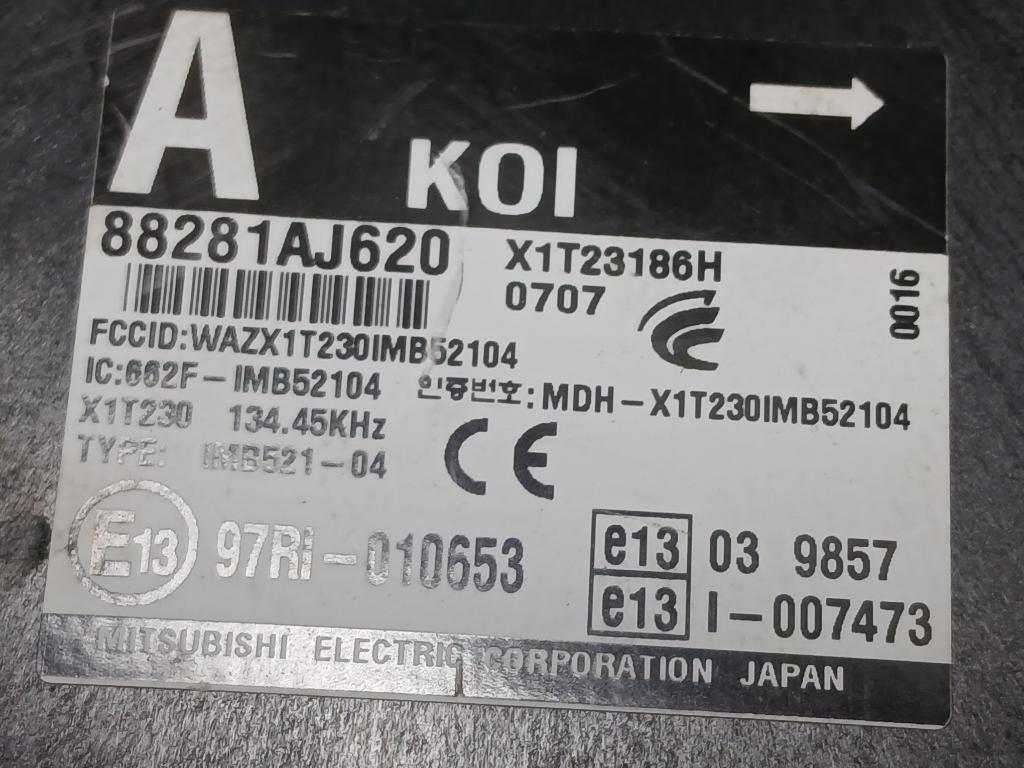 A KOI
88281AJ620 X1T23186H
0707 0016
FCCID:WAZX1T230IMB52104
IC:662F-IMB52104 인증번호:MDH-X1T230IMB52104
X1T230 134.45KHz
TYPE: IMB521-04 CE
E13 97RI-010653 e13 03 9857
e13 I-007473
MITSUBISHI ELECTRIC CORPORATION JAPAN